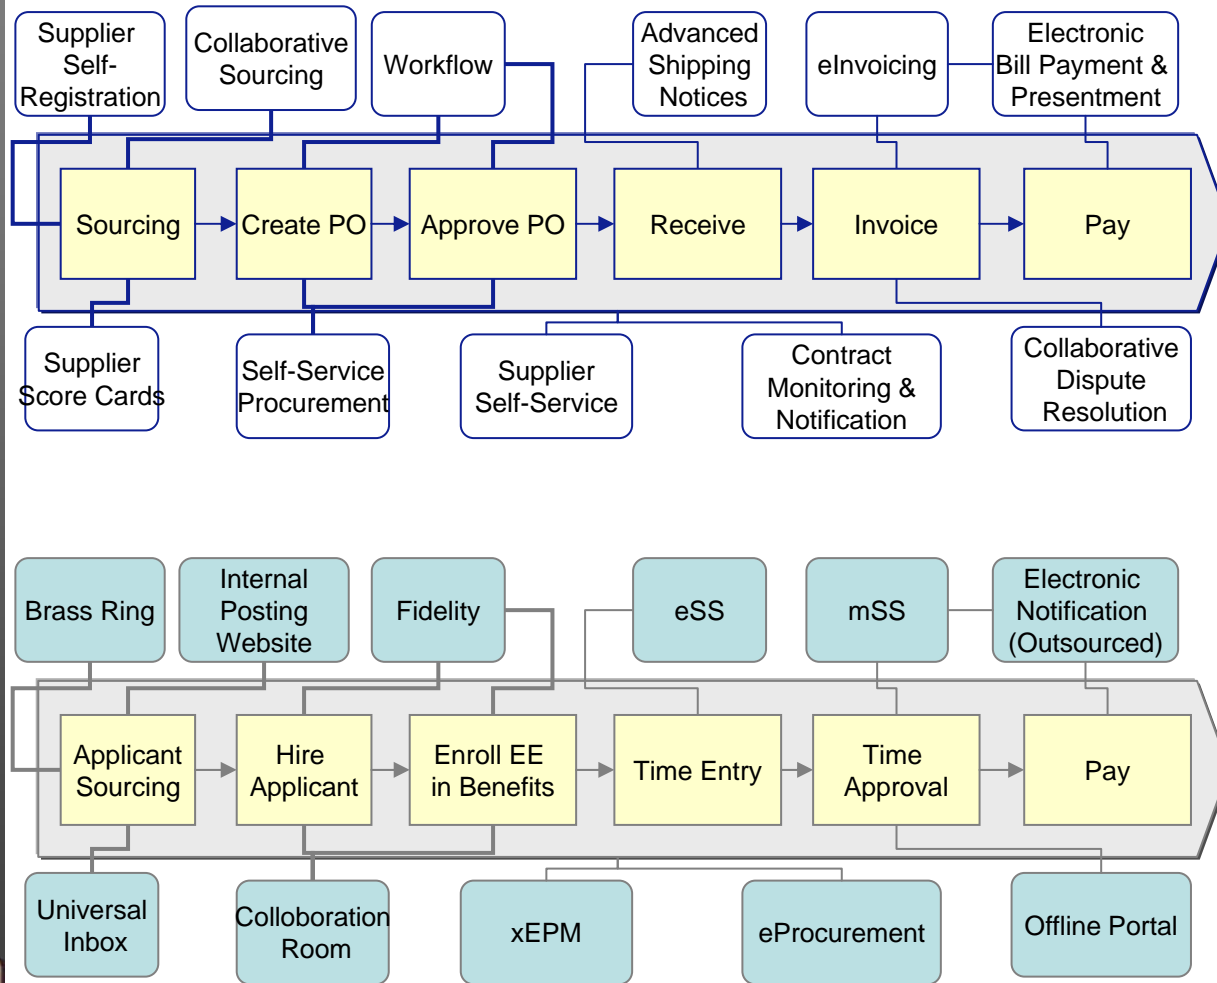 Supplier
Self-
Registration
Collaborative
Sourcing
Workflow
Advanced
Shipping
Notices
eInvoicing
Electronic
Bill Payment &
Presentment
Sourcing
Create PO
Approve PO
Receive
Invoice
Pay
Supplier
Score Cards
Self-Service
Procurement
Supplier
Self-Service
Contract
Monitoring &
Notification
Collaborative
Dispute
Resolution
Brass Ring
Internal
Posting
Website
Fidelity
eSS
mSS
Electronic
Notification
(Outsourced)
Applicant
Sourcing
Hire
Applicant
Enroll EE
in Benefits
Time Entry
Time
Approval
Pay
Universal
Inbox
Colloboration
Room
xEPM
eProcurement
Offline Portal